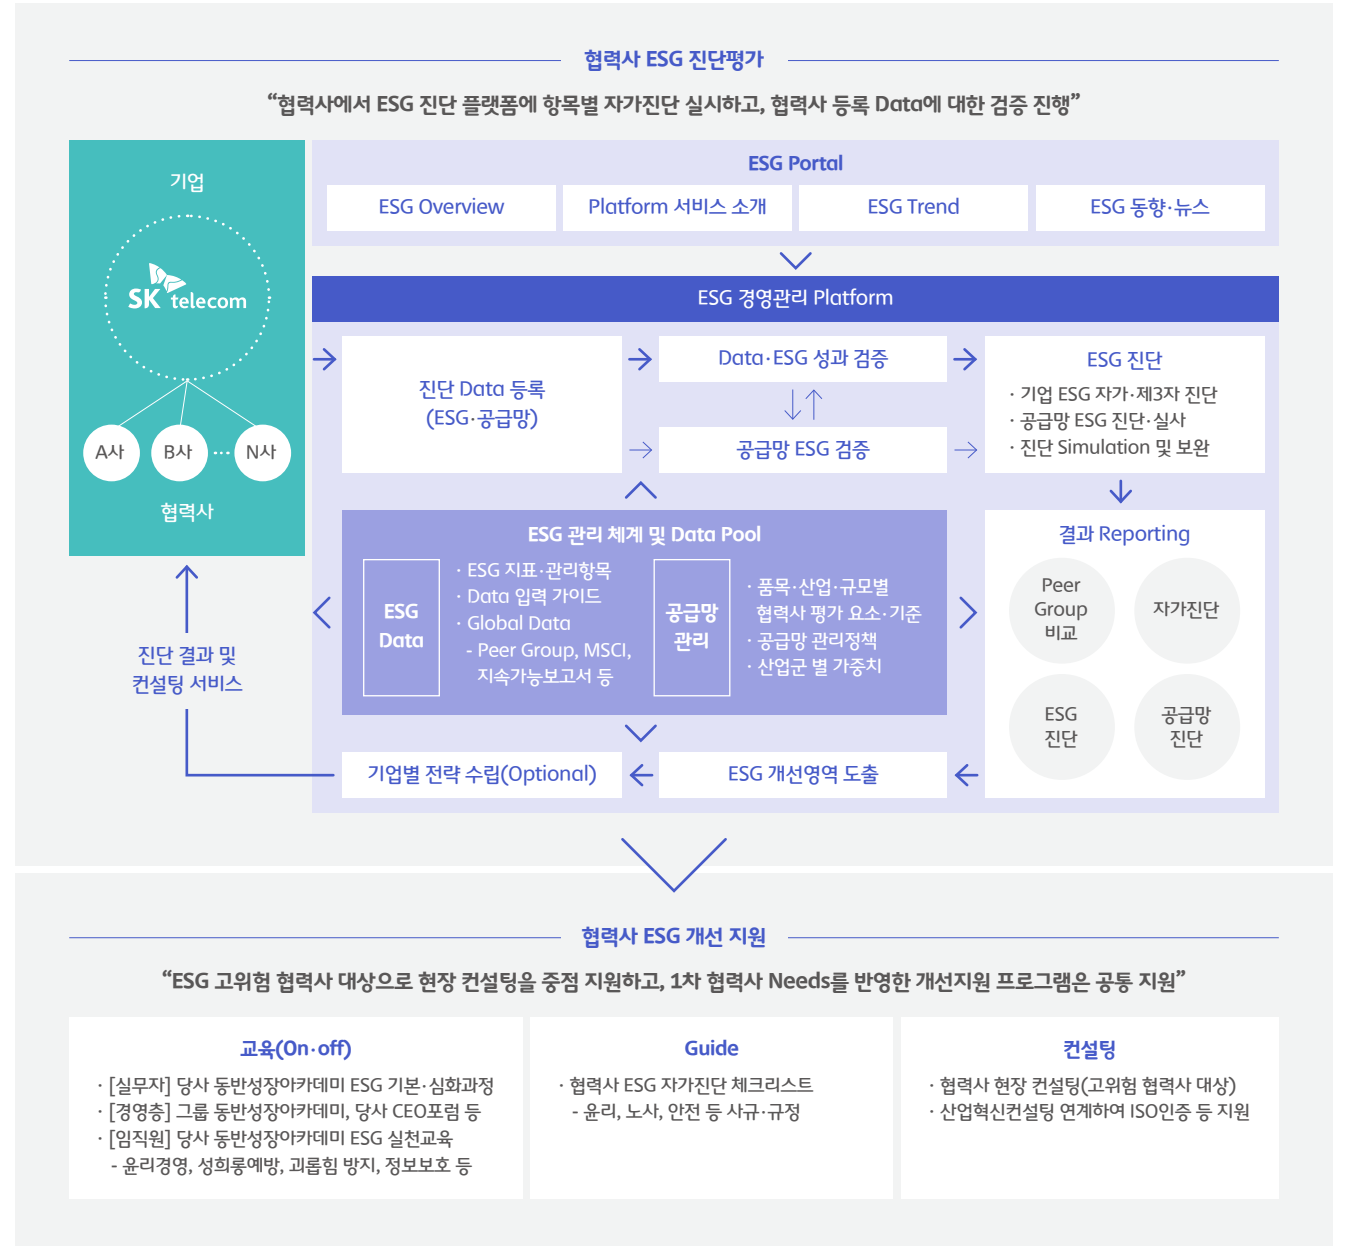 협력사 ESG 진단평가
“협력사에서 ESG 진단 플랫폼에 항목별 자가진단 실시하고, 협력사 등록 Data에 대한 검증 진행”
기업
SK telecom
A사
B사
···
N사
협력사
ESG Portal
ESG Overview
Platform 서비스 소개
ESG Trend
ESG 동향·뉴스
ESG 경영관리 Platform
진단 Data 등록
(ESG·공급망)
Data·ESG 성과 검증
공급망 ESG 검증
ESG 진단
· 기업 ESG 자가·제3자 진단
· 공급망 ESG 진단·실사
· 진단 Simulation 및 보완
ESG 관리 체계 및 Data Pool
ESG
Data
· ESG 지표·관리항목
· Data 입력 가이드
· Global Data
- Peer Group, MSCI,
지속가능보고서 등
공급망
관리
· 품목·산업·규모별
협력사 평가 요소·기준
· 공급망 관리정책
· 산업군 별 가중치
결과 Reporting
Peer
Group
비교
자가진단
ESG
진단
공급망
진단
진단 결과 및
컨설팅 서비스
기업별 전략 수립(Optional)
ESG 개선영역 도출
협력사 ESG 개선 지원
“ESG 고위험 협력사 대상으로 현장 컨설팅을 중점 지원하고, 1차 협력사 Needs를 반영한 개선지원 프로그램은 공통 지원”
교육(On·off)
· [실무자] 당사 동반성장아카데미 ESG 기본·심화과정
· [경영층] 그룹 동반성장아카데미, 당사 CEO포럼 등
· [임직원] 당사 동반성장아카데미 ESG 실천교육
- 윤리경영, 성희롱예방, 괴롭힘 방지, 정보보호 등
Guide
· 협력사 ESG 자가진단 체크리스트
- 윤리, 노사, 안전 등 사규·규정
컨설팅
· 협력사 현장 컨설팅(고위험 협력사 대상)
· 산업혁신컨설팅 연계하여 ISO인증 등 지원